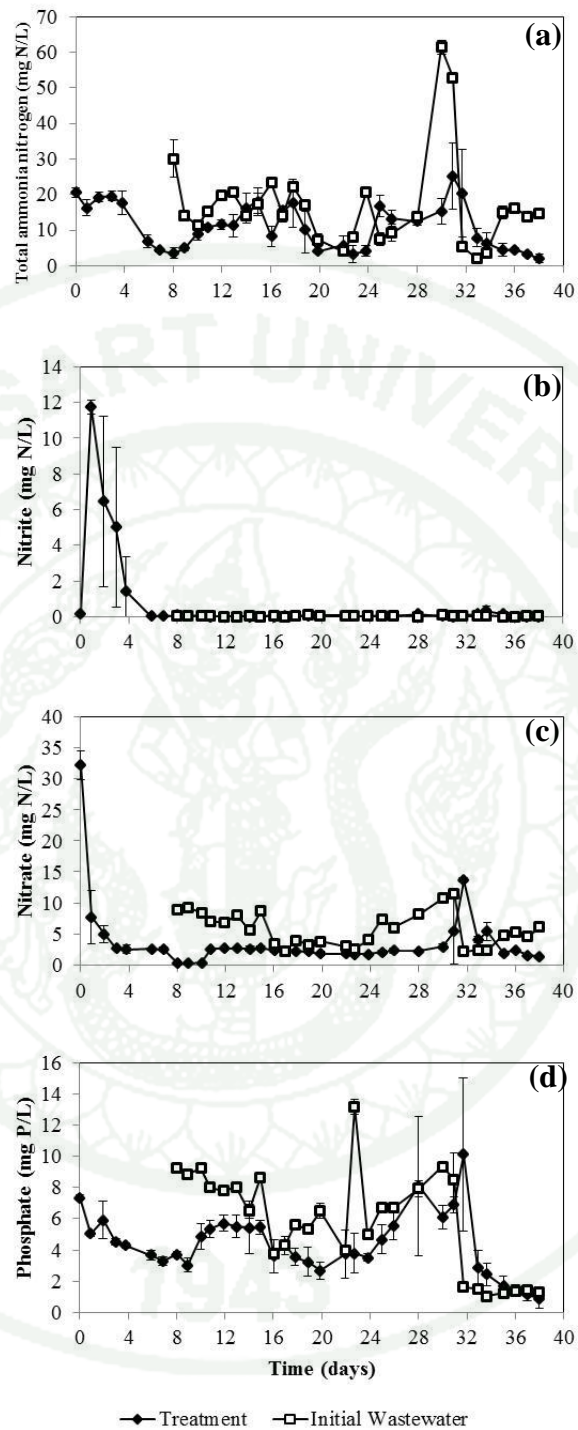 (a)
Total ammonia nitrogen (mg N/L)
70
60
50
40
30
20
10
0
0 4 8 12 16 20 24 28 32 36 40
(b)
Nitrite (mg N/L)
14
12
10
8
6
4
2
0
0 4 8 12 16 20 24 28 32 36 40
(c)
Nitrate (mg N/L)
40
35
30
25
20
15
10
5
0
0 4 8 12 16 20 24 28 32 36 40
(d)
Phosphate (mg P/L)
16
14
12
10
8
6
4
2
0
0 4 8 12 16 20 24 28 32 36 40
Time (days)
Treatment Initial Wastewater
SART UNIVERS
1943